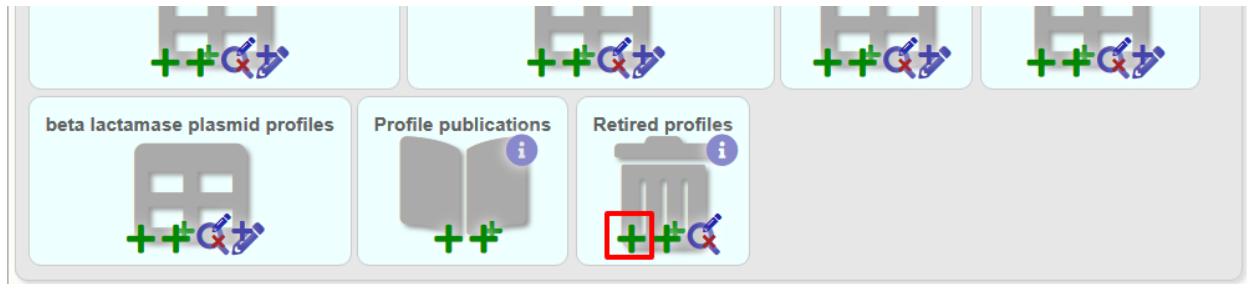 beta lactamase plasmid profiles
Profile publications
Retired profiles
i
i